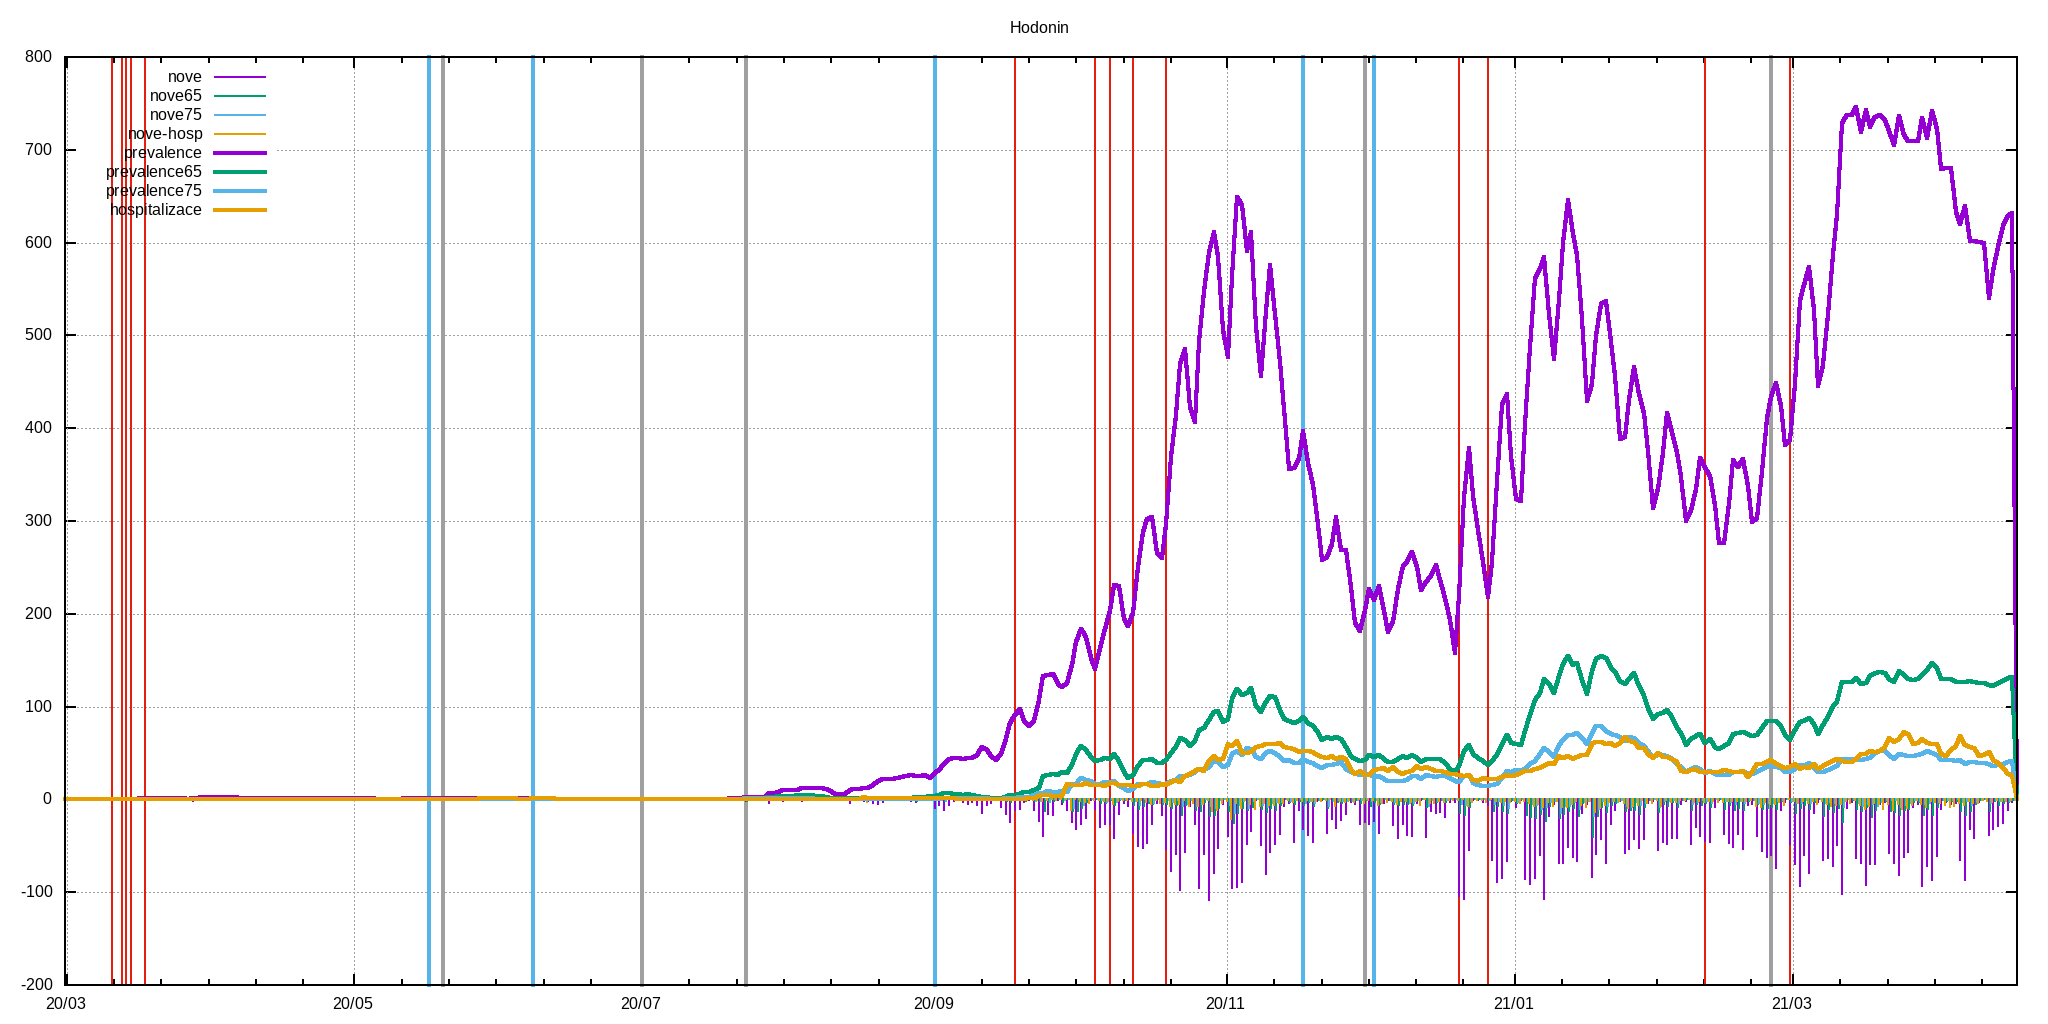 Hodonin
800
700
600
500
400
300
200
100
0
-100
-200
nove
nove65
nove75
nove-hosp
prevalence
prevalence65
prevalence75
hospitalizace
20/03 20/05 20/07 20/09 20/11 21/01 21/03